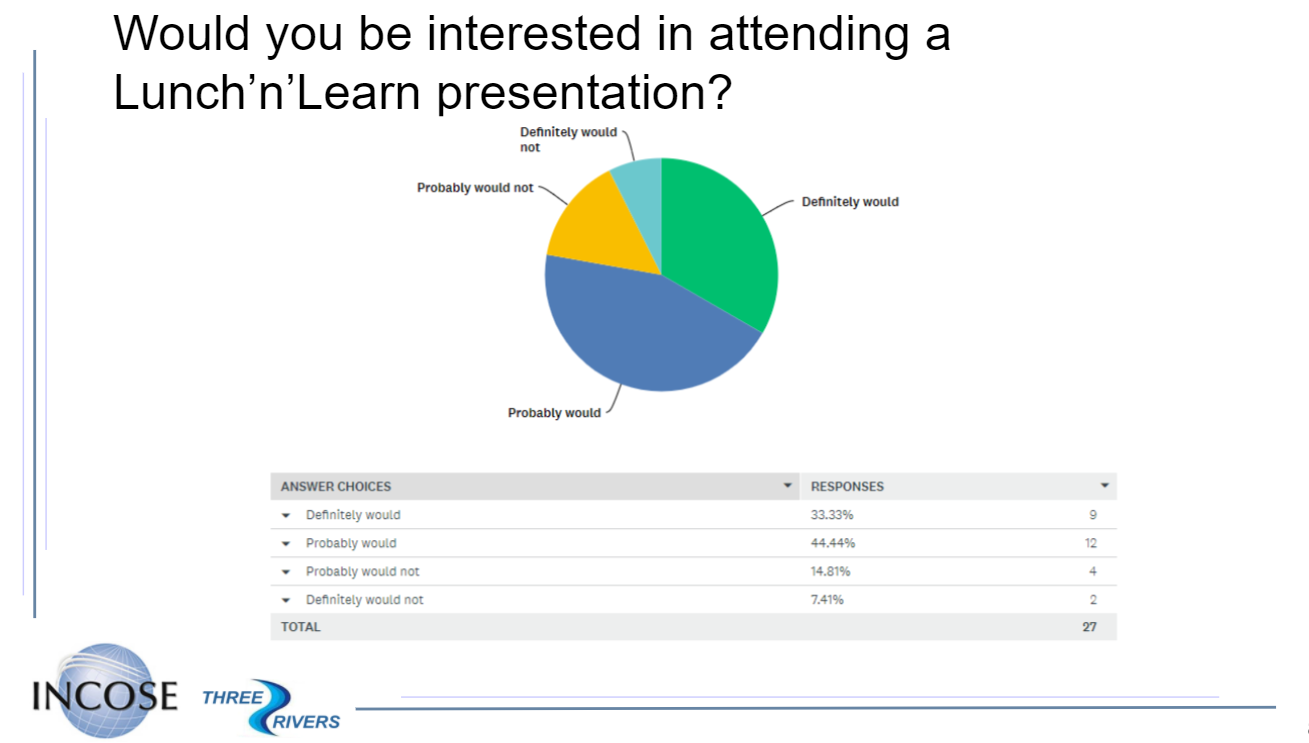 Would you be interested in attending a
Lunch’n’Learn presentation?
Definitely would
not
Probably would not
Definitely would
Probably would
ANSWER CHOICES RESPONSES
Definitely would 33.33% 9
Probably would 44.44% 12
Probably would not 14.81% 4
Definitely would not 7.41% 2
TOTAL 27
INCOSE
THREE
RIVERS